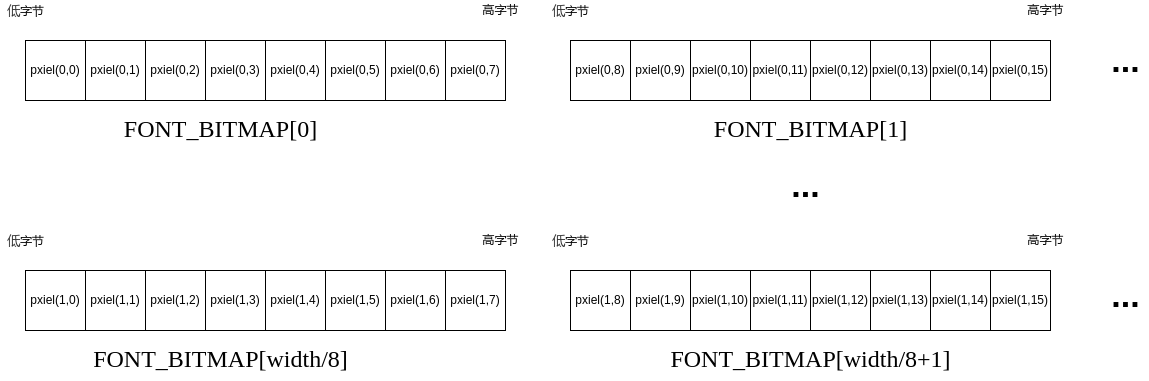 低字节 高字节 低字节 高字节
pxiel(0,0) pxiel(0,1) pxiel(0,2) pxiel(0,3) pxiel(0,4) pxiel(0,5) pxiel(0,6) pxiel(0,7) pxiel(0,8) pxiel(0,9) pxiel(0,10) pxiel(0,11) pxiel(0,12) pxiel(0,13) pxiel(0,14) pxiel(0,15) ...
FONT_BITMAP[0] FONT_BITMAP[1]
...
低字节 高字节 低字节 高字节
pxiel(1,0) pxiel(1,1) pxiel(1,2) pxiel(1,3) pxiel(1,4) pxiel(1,5) pxiel(1,6) pxiel(1,7) pxiel(1,8) pxiel(1,9) pxiel(1,10) pxiel(1,11) pxiel(1,12) pxiel(1,13) pxiel(1,14) pxiel(1,15) ...
FONT_BITMAP[width/8] FONT_BITMAP[width/8+1]